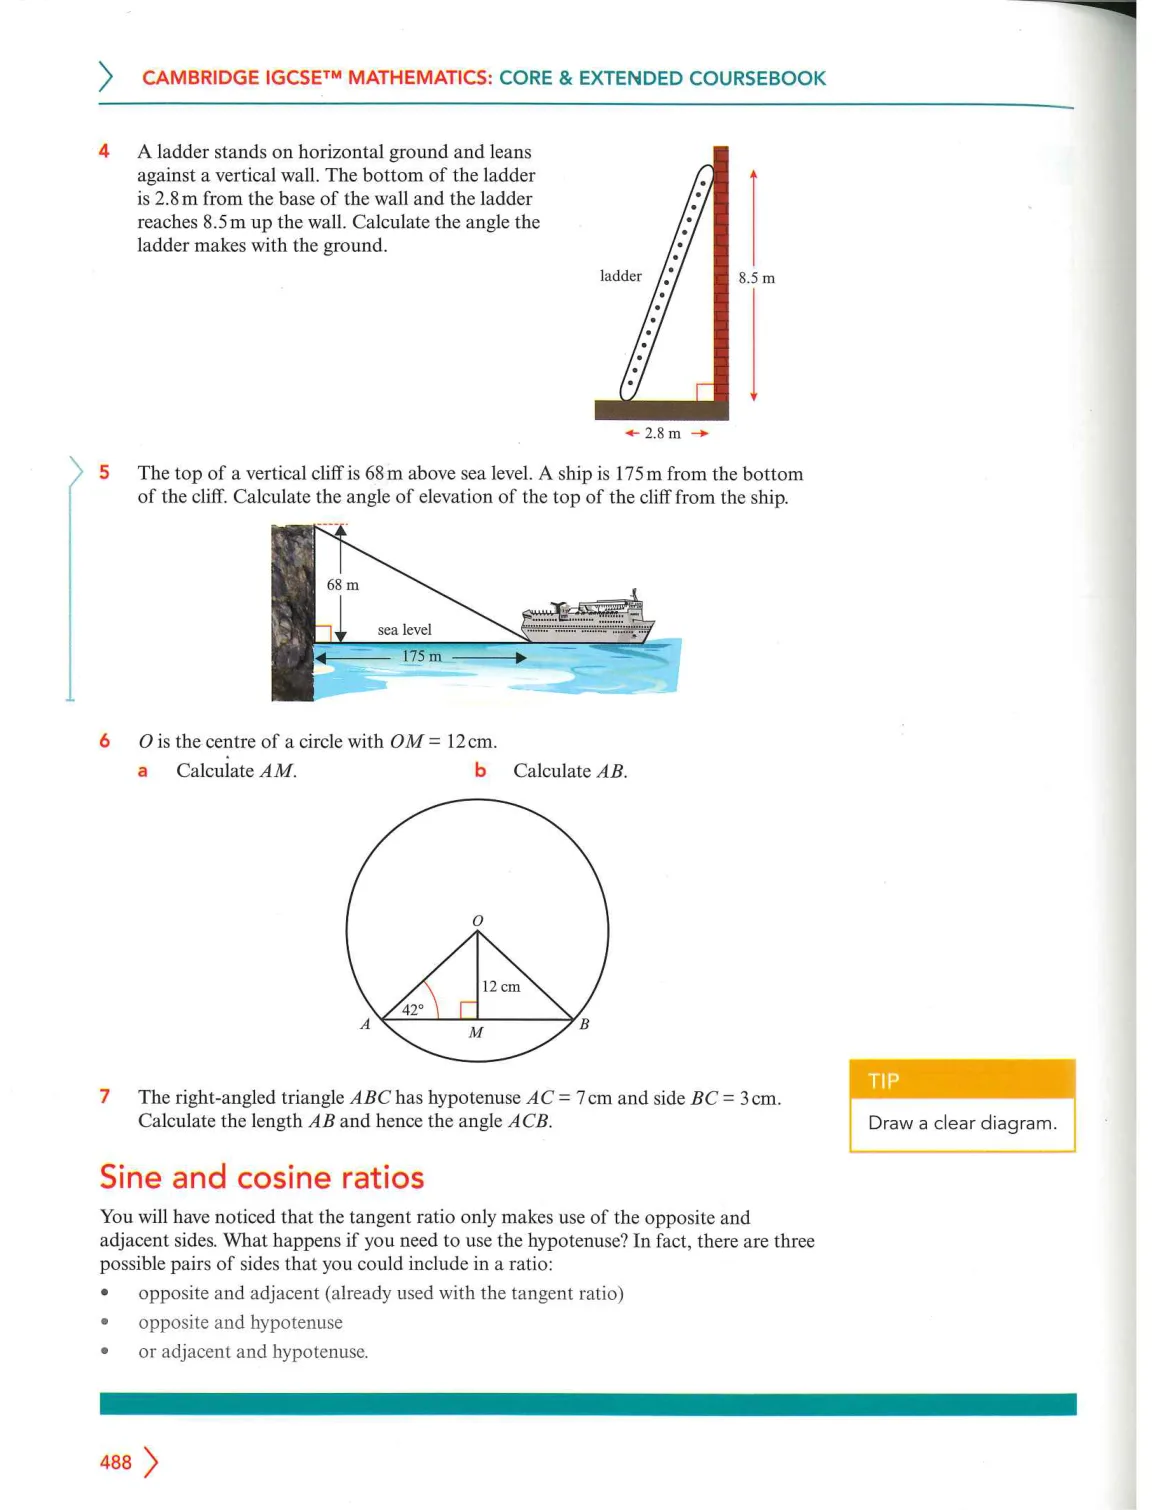 CAMBRIDGE IGCSE™ MATHEMATICS: CORE & EXTENDED COURSEBOOK
4 A ladder stands on horizontal ground and leans
against a vertical wall. The bottom of the ladder
is 2.8 m from the base of the wall and the ladder
reaches 8.5 m up the wall. Calculate the angle the
ladder makes with the ground.
ladder
8.5 m
2.8 m
5 The top of a vertical cliff is 68 m above sea level. A ship is 175 m from the bottom
of the cliff. Calculate the angle of elevation of the top of the cliff from the ship.
68 m
sea level
175 m
6 O is the centre of a circle with OM = 12 cm.
a Calculate AM. b Calculate AB.
O
12 cm
42°
A
M
B
7 The right-angled triangle ABC has hypotenuse AC = 7 cm and side BC = 3 cm.
Calculate the length AB and hence the angle ACB.
TIP
Draw a clear diagram.
Sine and cosine ratios
You will have noticed that the tangent ratio only makes use of the opposite and
adjacent sides. What happens if you need to use the hypotenuse? In fact, there are three
possible pairs of sides that you could include in a ratio:
• opposite and adjacent (already used with the tangent ratio)
• opposite and hypotenuse
• or adjacent and hypotenuse.
488